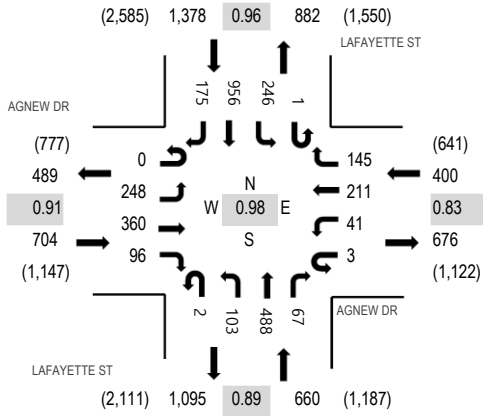 (2,585) 1,378 0.96 882 (1,550)
LAFAYETTE ST
175 956 246 1
AGNEW DR
(777) (641)
0 145
489 400
248 N 211
0.91 W 0.98 E 0.83
360 41
704 S 676
96 3
(1,147) (1,122)
2 103 488 67
AGNEW DR
LAFAYETTE ST
(2,111) 1,095 0.89 660 (1,187)